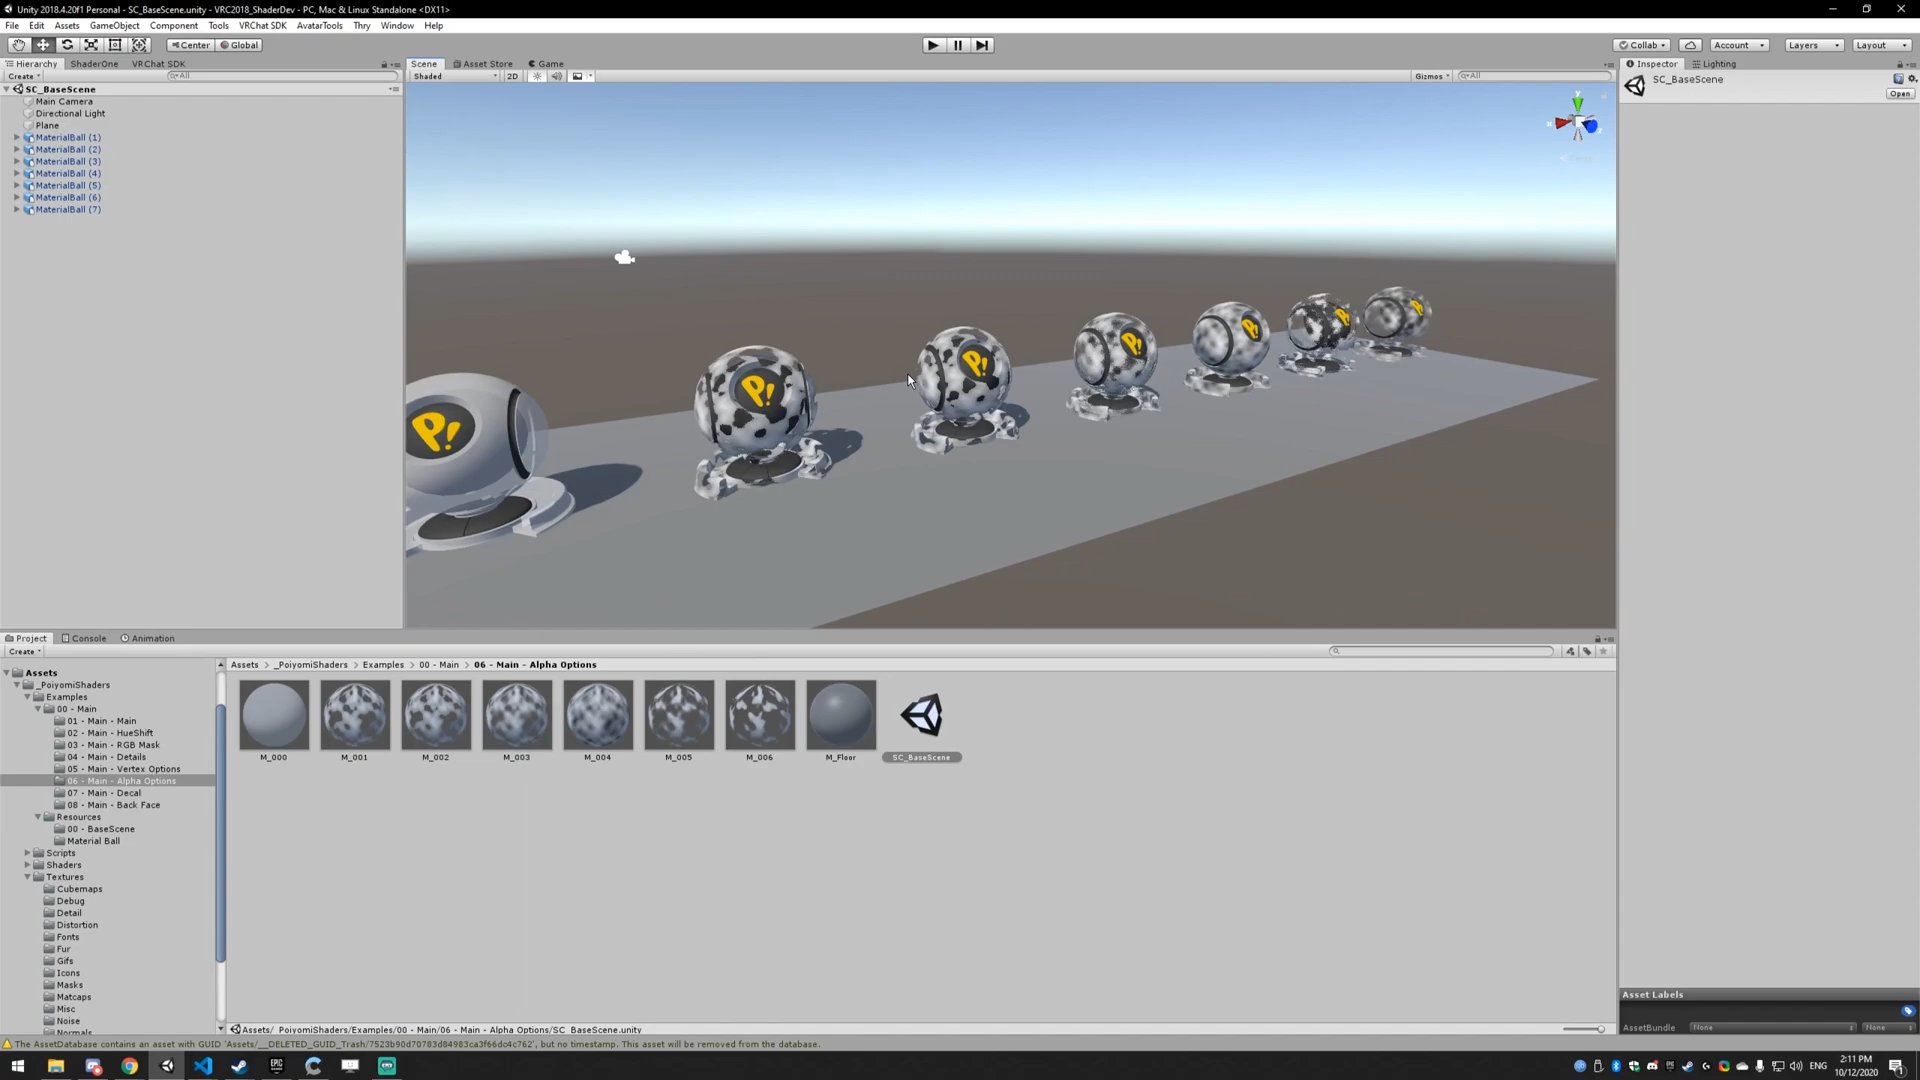 Unity 2018.4.20f1 Personal - SC_BaseScene.unity - VRC2018_ShaderDev - PC, Mac & Linux Standalone <DX11>
File Edit Assets GameObject Component Tools VRChat SDK AvatarTools Thry Window Help
Center Global Collab Account Layers Layout
Hierarchy ShaderOne VRChat SDK Scene Asset Store Game Inspector Lighting
Create All Shaded 2D Gizmos All
SC_BaseScene
SC_BaseScene
Open
Main Camera
Directional Light
Plane
MaterialBall (1)
MaterialBall (2)
MaterialBall (3)
MaterialBall (4)
MaterialBall (5)
MaterialBall (6)
MaterialBall (7)
y
x
z
P!
P!
P!
P!
P!
Project Console Animation
Create
Assets > _PoiyomiShaders > Examples > 00 - Main > 06 - Main - Alpha Options
Assets
_PoiyomiShaders
Examples
00 - Main
01 - Main - Main
02 - Main - HueShift
03 - Main - RGB Mask
04 - Main - Details
05 - Main - Vertex Options
06 - Main - Alpha Options
07 - Main - Decal
08 - Main - Back Face
Resources
00 - BaseScene
Material Ball
Scripts
Shaders
Textures
Cubemaps
Debug
Detail
Distortion
Fonts
Fur
Gifs
Icons
Masks
Matcaps
Misc
Noise
Normals
M_000 M_001 M_002 M_003 M_004 M_005 M_006 M_Floor SC_BaseScene
Assets/_PoiyomiShaders/Examples/00 - Main/06 - Main - Alpha Options/SC_BaseScene.unity
Asset Labels
AssetBundle None None
The AssetDatabase contains an asset with GUID 'Assets/__DELETED_GUID_Trash/7523b90d70783d84983ca3f66dc4c762', but no timestamp. This asset will be removed from the database.
ENG
2:11 PM
10/12/2020